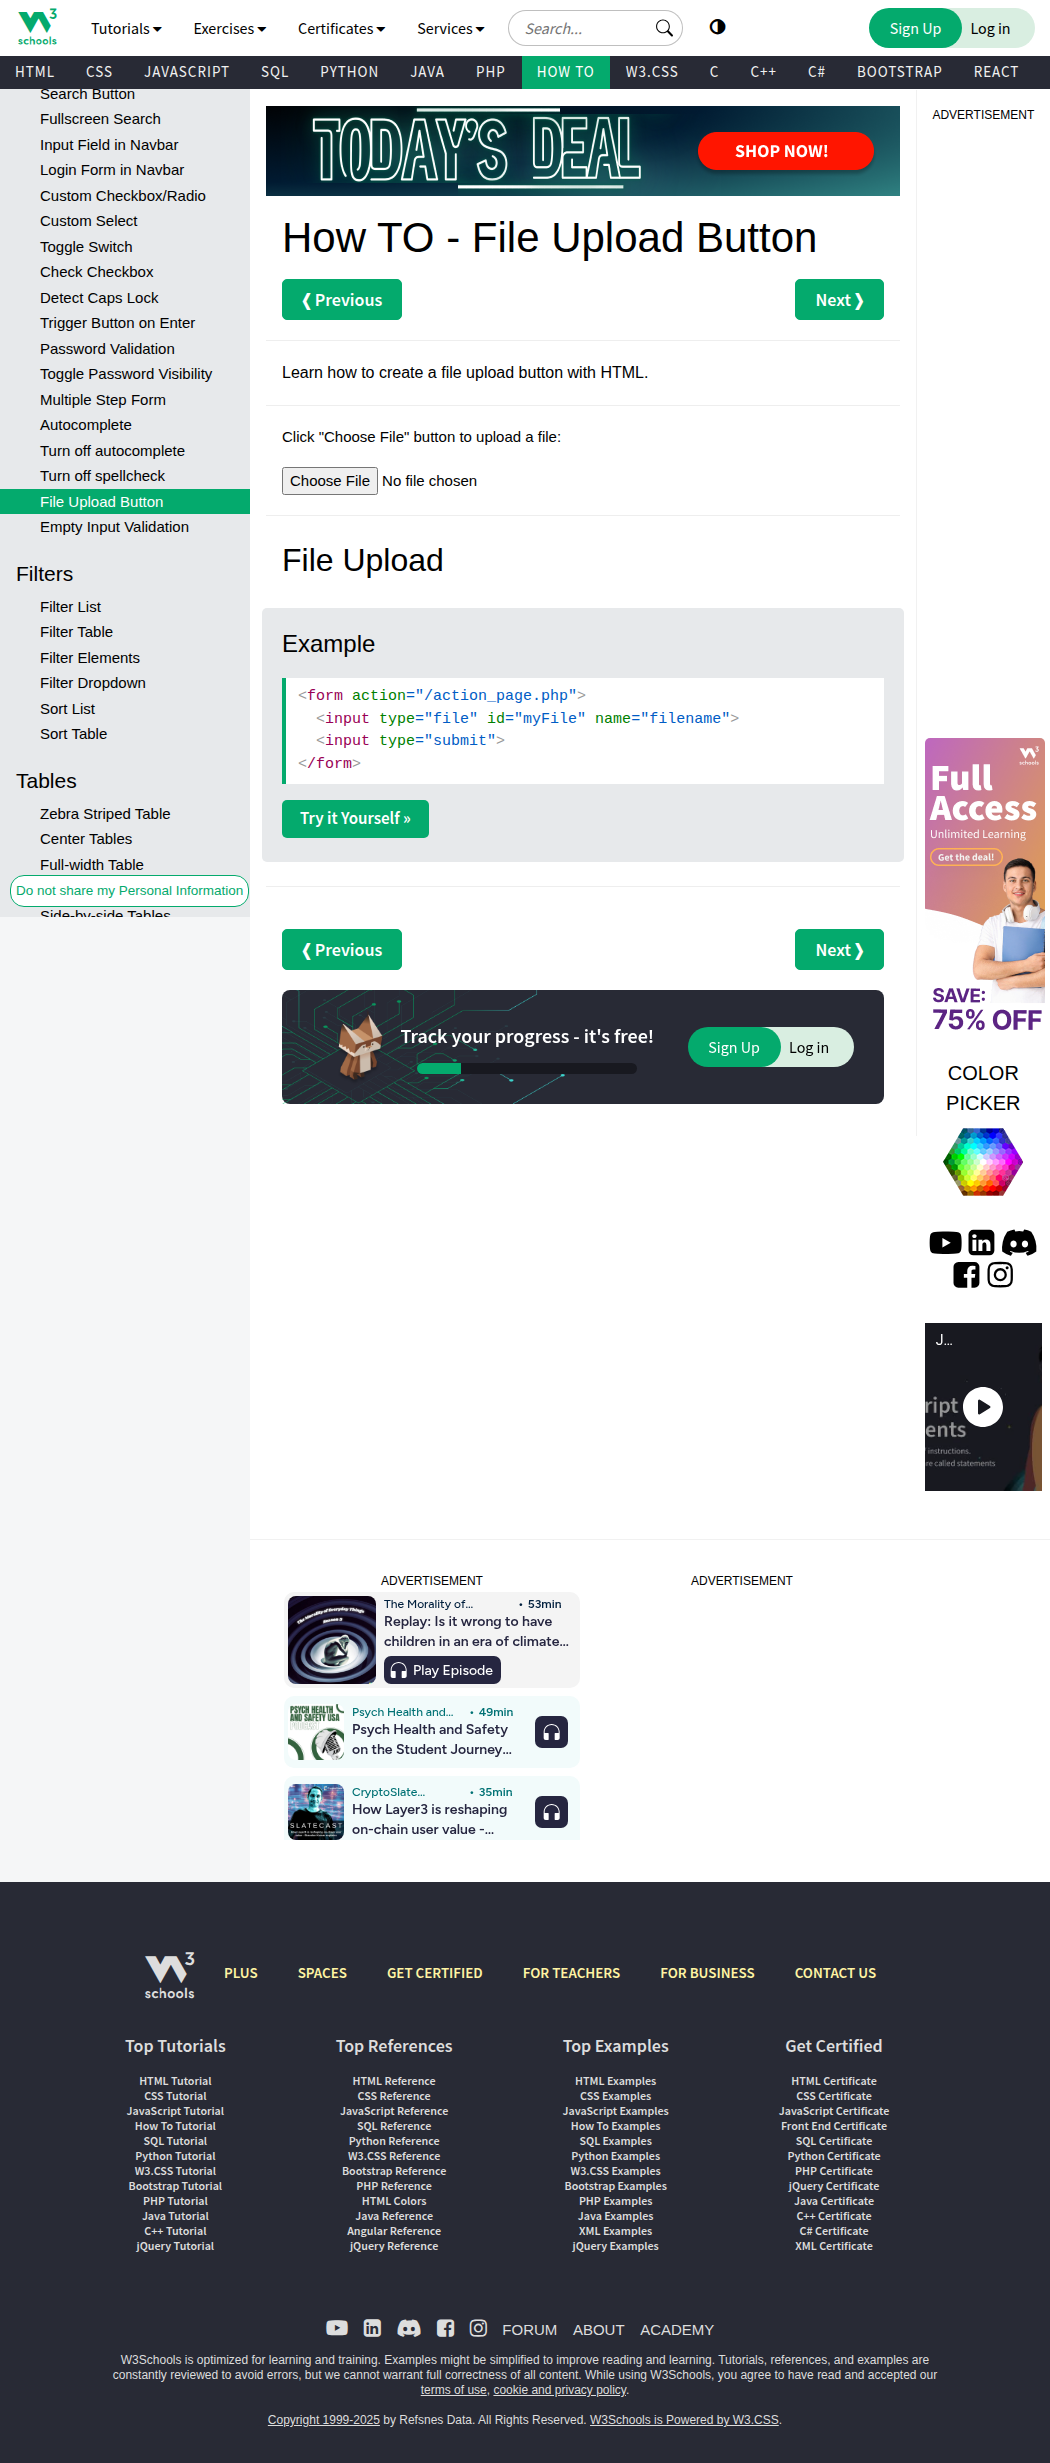 3
schools
Tutorials
Exercises
Certificates
Services
Search...
Sign Up
Log in
HTML
CSS
JAVASCRIPT
SQL
PYTHON
JAVA
PHP
HOW TO
W3.CSS
C
C++
C#
BOOTSTRAP
REACT
Search Button
Fullscreen Search
Input Field in Navbar
Login Form in Navbar
Custom Checkbox/Radio
Custom Select
Toggle Switch
Check Checkbox
Detect Caps Lock
Trigger Button on Enter
Password Validation
Toggle Password Visibility
Multiple Step Form
Autocomplete
Turn off autocomplete
Turn off spellcheck
File Upload Button
Empty Input Validation
Filters
Filter List
Filter Table
Filter Elements
Filter Dropdown
Sort List
Sort Table
Tables
Zebra Striped Table
Center Tables
Full-width Table
Do not share my Personal Information
Side-by-side Tables
TODAY'S DEAL
SHOP NOW!
How TO - File Upload Button
❮ Previous
Next ❯
Learn how to create a file upload button with HTML.
Click "Choose File" button to upload a file:
Choose File No file chosen
File Upload
Example
<form action="/action_page.php">
<input type="file" id="myFile" name="filename">
<input type="submit">
</form>
Try it Yourself »
❮ Previous
Next ❯
Track your progress - it's free!
Sign Up
Log in
ADVERTISEMENT
3
schools
Full
Access
Unlimited Learning
Get the deal!
SAVE:
75% OFF
COLOR
PICKER
J...
ript
ents
instructions.
re called statements
ADVERTISEMENT
The Morality of...
• 53min
Replay: Is it wrong to have
children in an era of climate...
Play Episode
The Morality of Everyday Things
PSYCH HEALTH
AND SAFETY USA
PODCAST
Psych Health and...
• 49min
Psych Health and Safety
on the Student Journey...
SLATECAST
CryptoSlate...
• 35min
How Layer3 is reshaping
on-chain user value -...
ADVERTISEMENT
3
schools
PLUS
SPACES
GET CERTIFIED
FOR TEACHERS
FOR BUSINESS
CONTACT US
Top Tutorials
HTML Tutorial
CSS Tutorial
JavaScript Tutorial
How To Tutorial
SQL Tutorial
Python Tutorial
W3.CSS Tutorial
Bootstrap Tutorial
PHP Tutorial
Java Tutorial
C++ Tutorial
jQuery Tutorial
Top References
HTML Reference
CSS Reference
JavaScript Reference
SQL Reference
Python Reference
W3.CSS Reference
Bootstrap Reference
PHP Reference
HTML Colors
Java Reference
Angular Reference
jQuery Reference
Top Examples
HTML Examples
CSS Examples
JavaScript Examples
How To Examples
SQL Examples
Python Examples
W3.CSS Examples
Bootstrap Examples
PHP Examples
Java Examples
XML Examples
jQuery Examples
Get Certified
HTML Certificate
CSS Certificate
JavaScript Certificate
Front End Certificate
SQL Certificate
Python Certificate
PHP Certificate
jQuery Certificate
Java Certificate
C++ Certificate
C# Certificate
XML Certificate
FORUM
ABOUT
ACADEMY
W3Schools is optimized for learning and training. Examples might be simplified to improve reading and learning. Tutorials, references, and examples are
constantly reviewed to avoid errors, but we cannot warrant full correctness of all content. While using W3Schools, you agree to have read and accepted our
terms of use, cookie and privacy policy.
Copyright 1999-2025 by Refsnes Data. All Rights Reserved. W3Schools is Powered by W3.CSS.